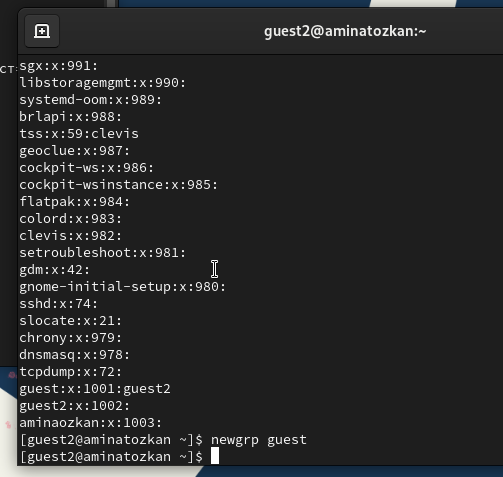 guest2@aminatozkan:~
CT
sgx:x:991:
libstoragemgmt:x:990:
systemd-oom:x:989:
brlapi:x:988:
tss:x:59:clevis
geoclue:x:987:
cockpit-ws:x:986:
cockpit-wsinstance:x:985:
flatpak:x:984:
colord:x:983:
clevis:x:982:
setroubleshoot:x:981:
gdm:x:42:
gnome-initial-setup:x:980:
sshd:x:74:
slocate:x:21:
chrony:x:979:
dnsmasq:x:978:
tcpdump:x:72:
guest:x:1001:guest2
guest2:x:1002:
aminaozkan:x:1003:
[guest2@aminatozkan ~]$ newgrp guest
[guest2@aminatozkan ~]$